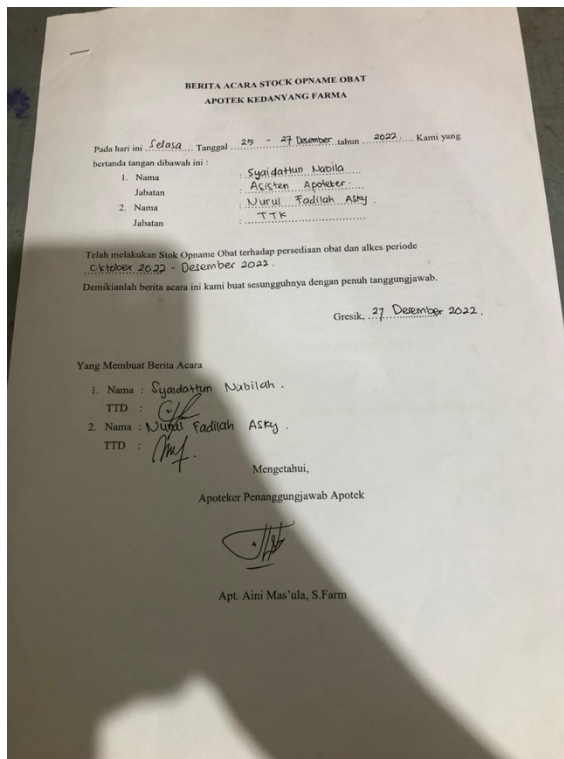 BERITA ACARA STOCK OPNAME OBAT
APOTEK KEDANYANG FARMA
Pada hari ini Selasa Tanggal 25 - 27 Desember tahun 2022. Kami yang
bertanda tangan dibawah ini :
1. Nama : Syaidattun Nabila
Jabatan : Asisten Apoteker.
2. Nama : Nurul Fadilah Asky.
Jabatan : TTK
Telah melakukan Stok Opname Obat terhadap persediaan obat dan alkes periode
Oktober 2022 - Desember 2022.
Demikianlah berita acara ini kami buat sesungguhnya dengan penuh tanggungjawab.
Gresik, 27 Desember 2022.
Yang Membuat Berita Acara
1. Nama : Syaidattun Nabilah.
TTD :
2. Nama : Nurul Fadilah Asky.
TTD :
Mengetahui,
Apoteker Penanggungjawab Apotek
Apt. Aini Mas'ula, S.Farm